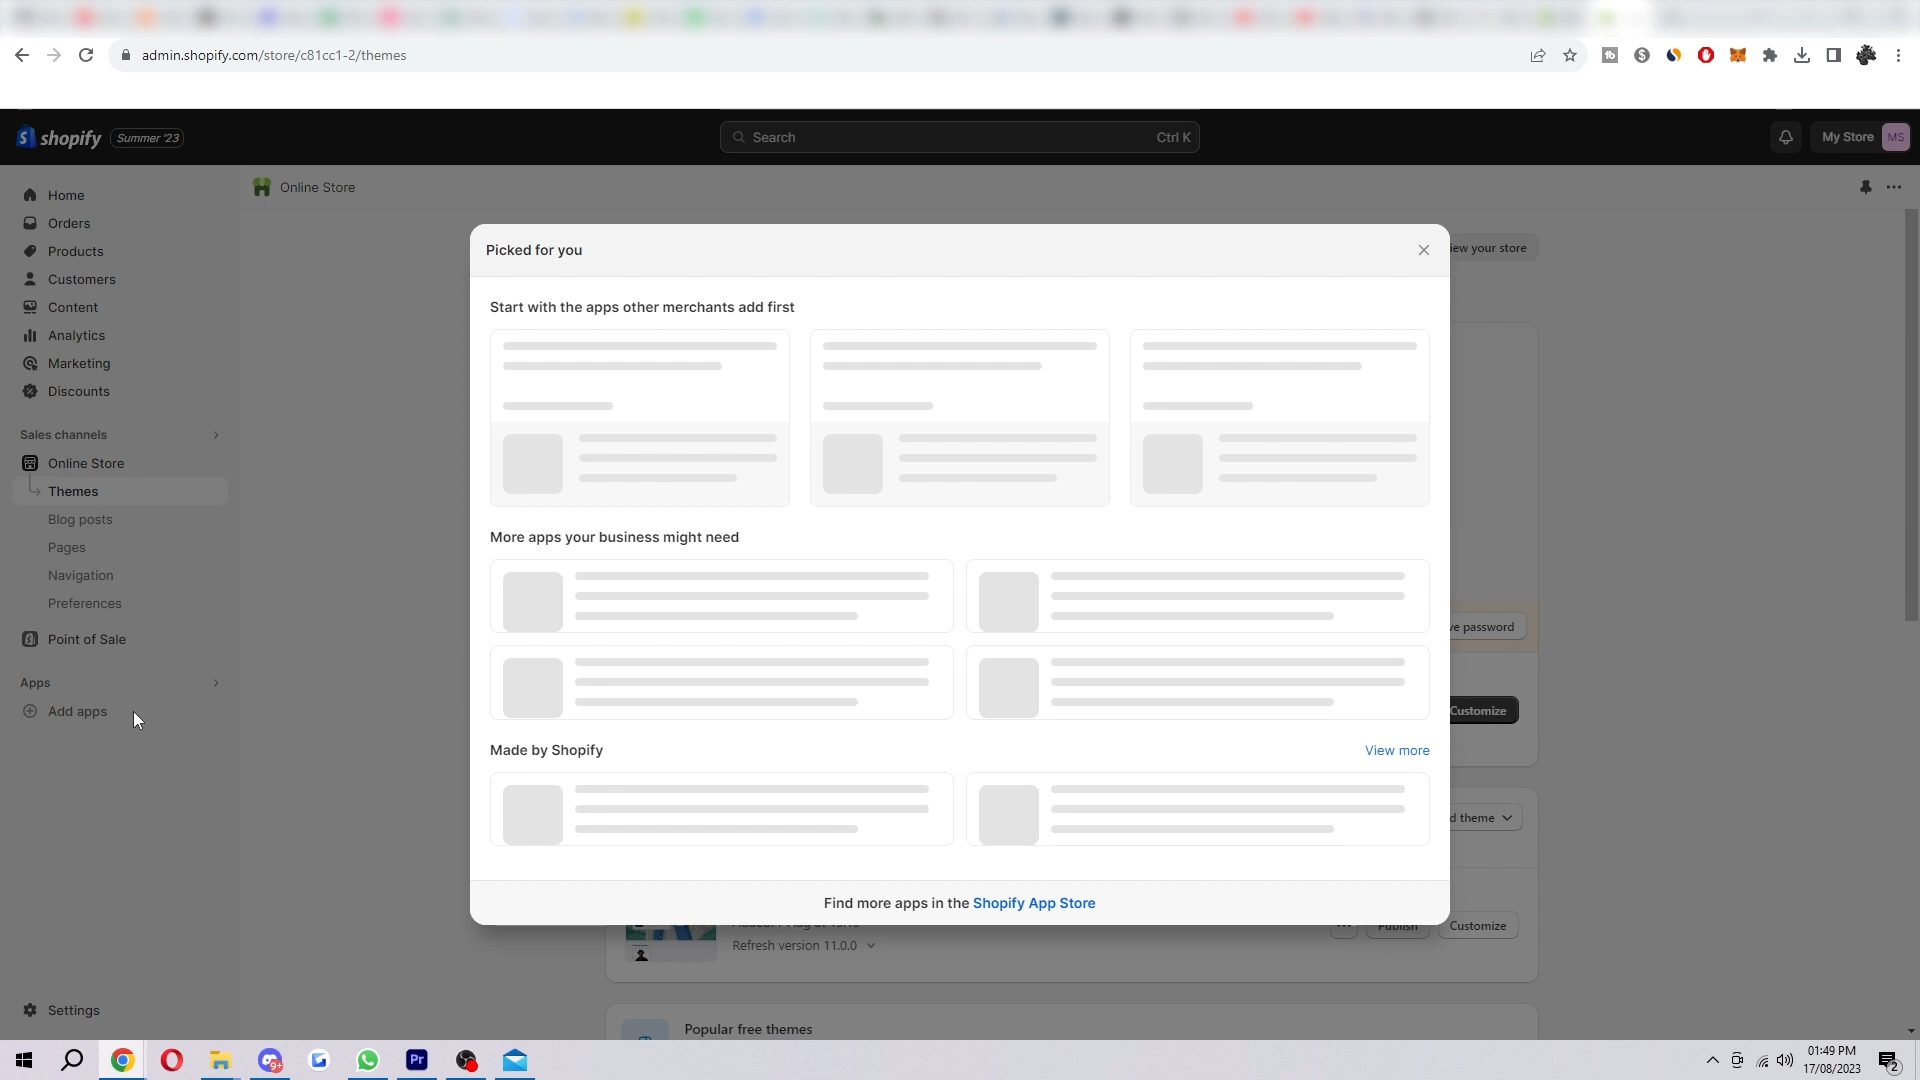 admin.shopify.com/store/c81cc1-2/themes
shopify Summer '23
Search Ctrl K
My Store MS
Home
Orders
Products
Customers
Content
Analytics
Marketing
Discounts
Sales channels
Online Store
Themes
Blog posts
Pages
Navigation
Preferences
Point of Sale
Apps
Add apps
Settings
Online Store
ew your store
Picked for you
Start with the apps other merchants add first
More apps your business might need
Made by Shopify View more
Find more apps in the Shopify App Store
ve password
Customize
d theme
Publish Customize
Refresh version 11.0.0
Popular free themes
9+
Pr
01:49 PM
17/08/2023
2